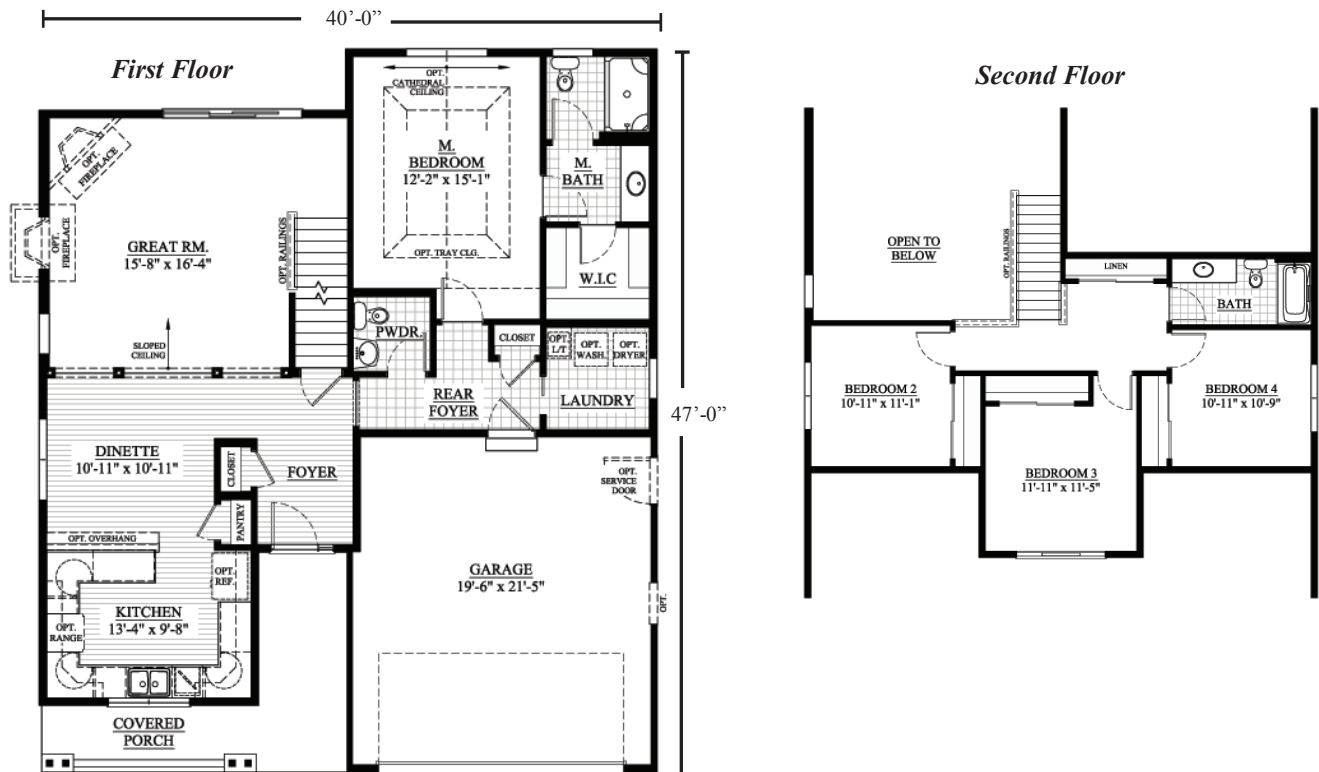 40'-0"
First Floor
OPT.
CATHEDRAL
CEILING
OPT.
FIREPLACE
M.
BEDROOM
12'-2" x 15'-1"
M.
BATH
OPT.
FIREPLACE
GREAT RM.
15'-8" x 16'-4"
OPT. RAILINGS
OPT. TRAY CLG.
W.I.C
SLOPED
CEILING
PWDR.
CLOSET
OPT.
L/T
OPT.
WASH.
OPT.
DRYER
REAR
FOYER
LAUNDRY
47'-0"
DINETTE
10'-11" x 10'-11"
CLOSET
FOYER
OPT.
SERVICE
DOOR
PANTRY
OPT. OVERHANG
OPT.
REF.
GARAGE
19'-6" x 21'-5"
OPT.
KITCHEN
13'-4" x 9'-8"
OPT.
RANGE
COVERED
PORCH
Second Floor
OPEN TO
BELOW
OPT. RAILINGS
LINEN
BATH
BEDROOM 2
10'-11" x 11'-1"
BEDROOM 4
10'-11" x 10'-9"
BEDROOM 3
11'-11" x 11'-5"